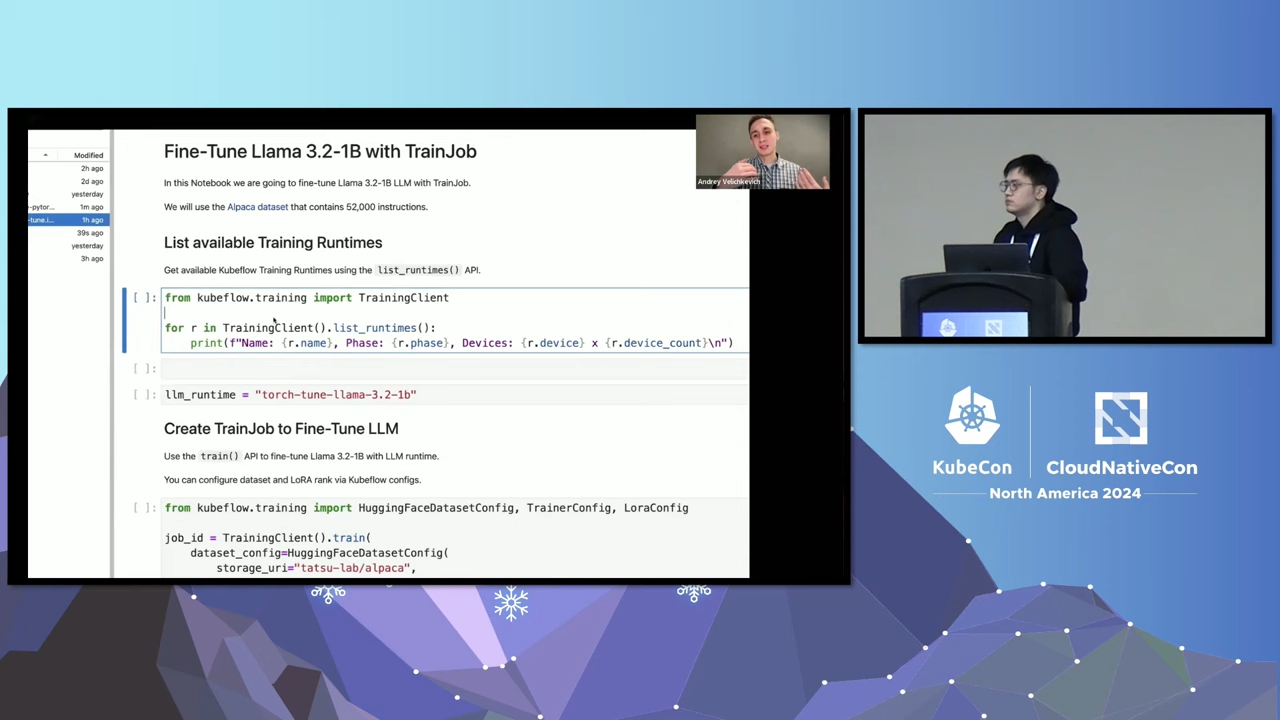 Modified
2h ago
2d ago
yesterday
-pytor... 1m ago
-tune.i... 1h ago
39s ago
yesterday
3h ago
Fine-Tune Llama 3.2-1B with TrainJob
In this Notebook we are going to fine-tune Llama 3.2-1B LLM with TrainJob.
We will use the Alpaca dataset that contains 52,000 instructions.
List available Training Runtimes
Get available Kubeflow Training Runtimes using the list_runtimes() API.
[ ]: from kubeflow.training import TrainingClient
for r in TrainingClient().list_runtimes():
print(f"Name: {r.name}, Phase: {r.phase}, Devices: {r.device} x {r.device_count}\n")
[ ]:
[ ]: llm_runtime = "torch-tune-llama-3.2-1b"
Create TrainJob to Fine-Tune LLM
Use the train() API to fine-tune Llama 3.2-1B with LLM runtime.
You can configure dataset and LoRA rank via Kubeflow configs.
[ ]: from kubeflow.training import HuggingFaceDatasetConfig, TrainerConfig, LoraConfig
job_id = TrainingClient().train(
dataset_config=HuggingFaceDatasetConfig(
storage_uri="tatsu-lab/alpaca",
Andrey Velichkevich
KubeCon
CloudNativeCon
North America 2024